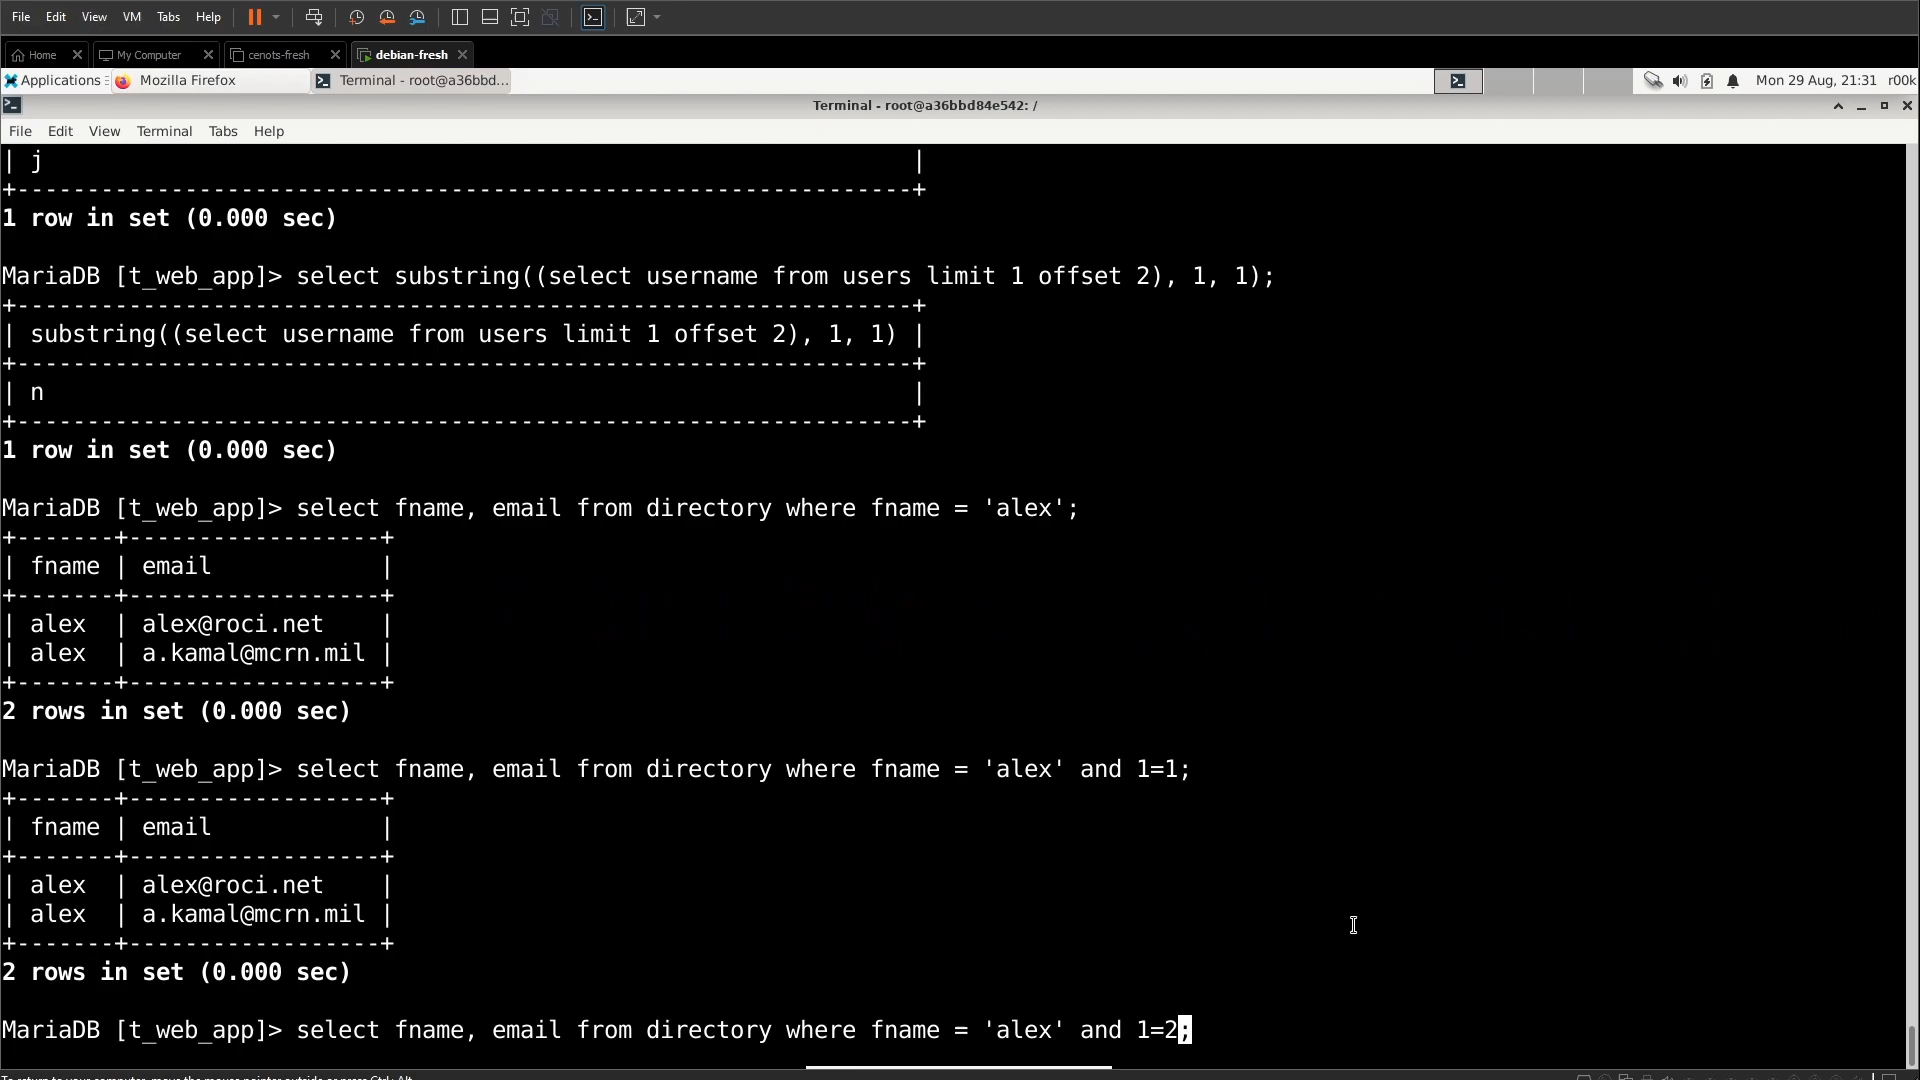 File Edit View VM Tabs Help
Home My Computer cenots-fresh debian-fresh
Applications Mozilla Firefox Terminal - root@a36bbd... Mon 29 Aug, 21:31 r00k
Terminal - root@a36bbd84e542: /
File Edit View Terminal Tabs Help
| j |
+---------------------------------------------------------------+
1 row in set (0.000 sec)
MariaDB [t_web_app]> select substring((select username from users limit 1 offset 2), 1, 1);
+---------------------------------------------------------------+
| substring((select username from users limit 1 offset 2), 1, 1) |
+---------------------------------------------------------------+
| n |
+---------------------------------------------------------------+
1 row in set (0.000 sec)
MariaDB [t_web_app]> select fname, email from directory where fname = 'alex';
+-------+------------------+
| fname | email |
+-------+------------------+
| alex | alex@roci.net |
| alex | a.kamal@mcrn.mil |
+-------+------------------+
2 rows in set (0.000 sec)
MariaDB [t_web_app]> select fname, email from directory where fname = 'alex' and 1=1;
+-------+------------------+
| fname | email |
+-------+------------------+
| alex | alex@roci.net |
| alex | a.kamal@mcrn.mil |
+-------+------------------+
2 rows in set (0.000 sec)
MariaDB [t_web_app]> select fname, email from directory where fname = 'alex' and 1=2;